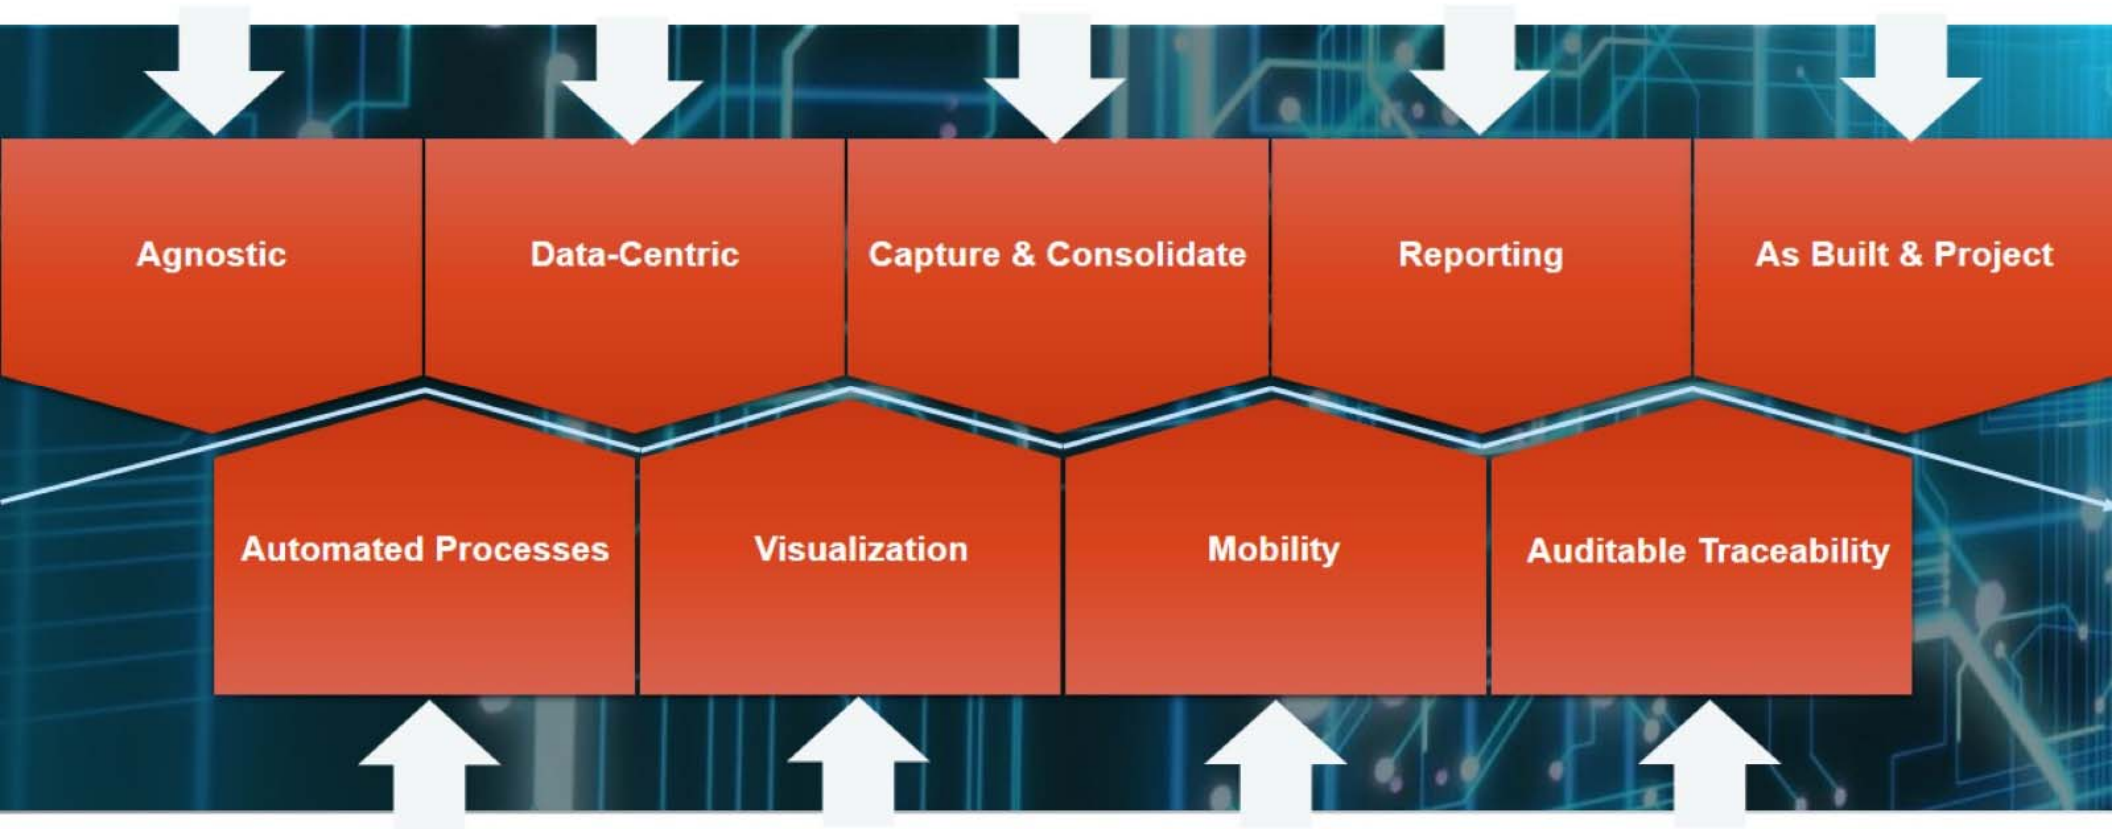 Agnostic
Data-Centric
Capture & Consolidate
Reporting
As Built & Project
Automated Processes
Visualization
Mobility
Auditable Traceability